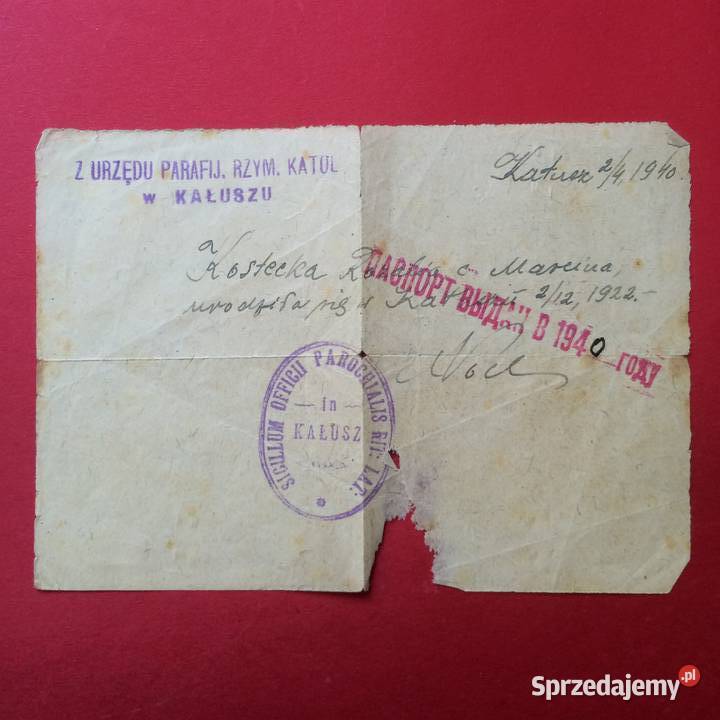 Z URZĘDU PARAFIJ. RZYM. KATOL
W KAŁUSZU
Kałusz 2/4, 1940.
Kostecka c. Marcina,
urodziła się w 2/12, 1922.-
ПАСПОРТ ВЫДАН В 1940 году
SIGILLUM OFFICII PAROCHIALIS RIT: LAT:
— in —
KAŁUSZ
Sprzedajemy.pl